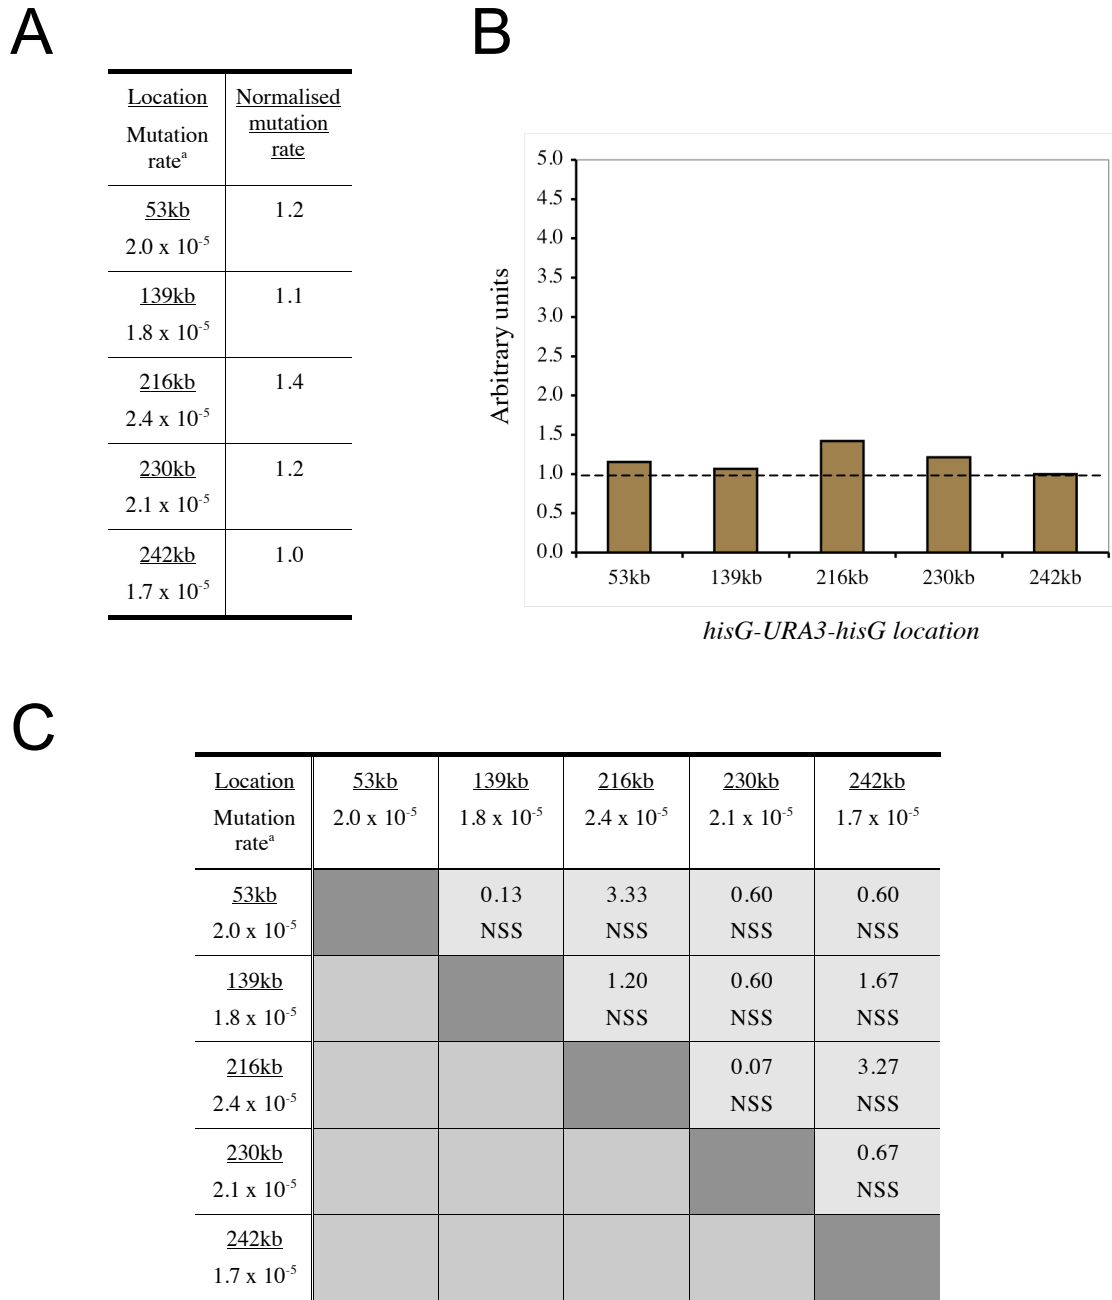 A
Location
Mutation
rateᵃ
Normalised
mutation
rate
53kb
2.0 x 10⁻⁵
1.2
139kb
1.8 x 10⁻⁵
1.1
216kb
2.4 x 10⁻⁵
1.4
230kb
2.1 x 10⁻⁵
1.2
242kb
1.7 x 10⁻⁵
1.0
B
Arbitrary units
5.0
4.5
4.0
3.5
3.0
2.5
2.0
1.5
1.0
0.5
0.0
53kb 139kb 216kb 230kb 242kb
hisG-URA3-hisG location
C
Location 53kb 139kb 216kb 230kb 242kb
Mutation 2.0 x 10⁻⁵ 1.8 x 10⁻⁵ 2.4 x 10⁻⁵ 2.1 x 10⁻⁵ 1.7 x 10⁻⁵
rateᵃ
53kb 0.13 3.33 0.60 0.60
2.0 x 10⁻⁵ NSS NSS NSS NSS
139kb 1.20 0.60 1.67
1.8 x 10⁻⁵ NSS NSS NSS
216kb 0.07 3.27
2.4 x 10⁻⁵ NSS NSS
230kb 0.67
2.1 x 10⁻⁵ NSS
242kb
1.7 x 10⁻⁵